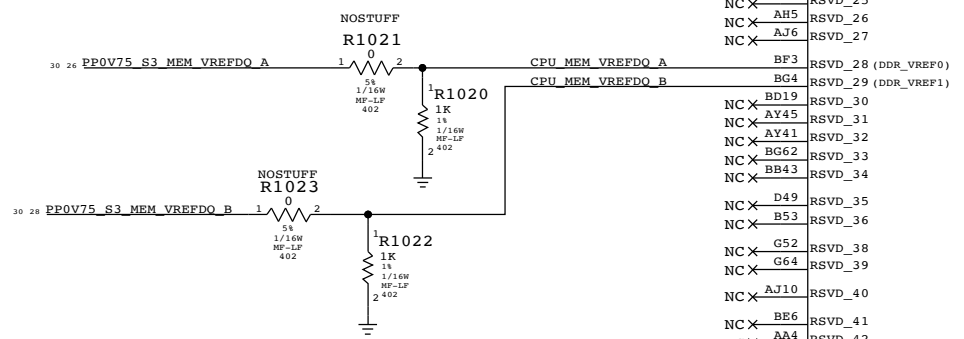 RSVD_25
NC AH5 RSVD_26
NC AJ6 RSVD_27
NOSTUFF
R1021
0
30 26 PP0V75_S3_MEM_VREFDQ_A 1 2 CPU_MEM_VREFDQ_A BF3 RSVD_28 (DDR_VREF0)
5%
1/16W
MF-LF
402
CPU_MEM_VREFDQ_B BG4 RSVD_29 (DDR_VREF1)
1 R1020
1K
1%
1/16W
MF-LF
2 402
NC BD19 RSVD_30
NC AY45 RSVD_31
NC AY41 RSVD_32
NC BG62 RSVD_33
NC BB43 RSVD_34
NOSTUFF
R1023
0
30 28 PP0V75_S3_MEM_VREFDQ_B 1 2
5%
1/16W
MF-LF
402
1 R1022
1K
1%
1/16W
MF-LF
2 402
NC D49 RSVD_35
NC B53 RSVD_36
NC G52 RSVD_38
NC G64 RSVD_39
NC AJ10 RSVD_40
NC BE6 RSVD_41
AA4 RSVD_42